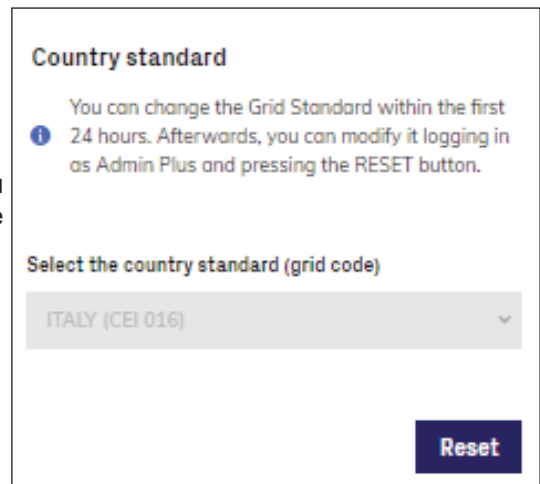 Country standard
You can change the Grid Standard within the first
24 hours. Afterwards, you can modify it logging in
as Admin Plus and pressing the RESET button.
Select the country standard (grid code)
ITALY (CEI 016)
Reset